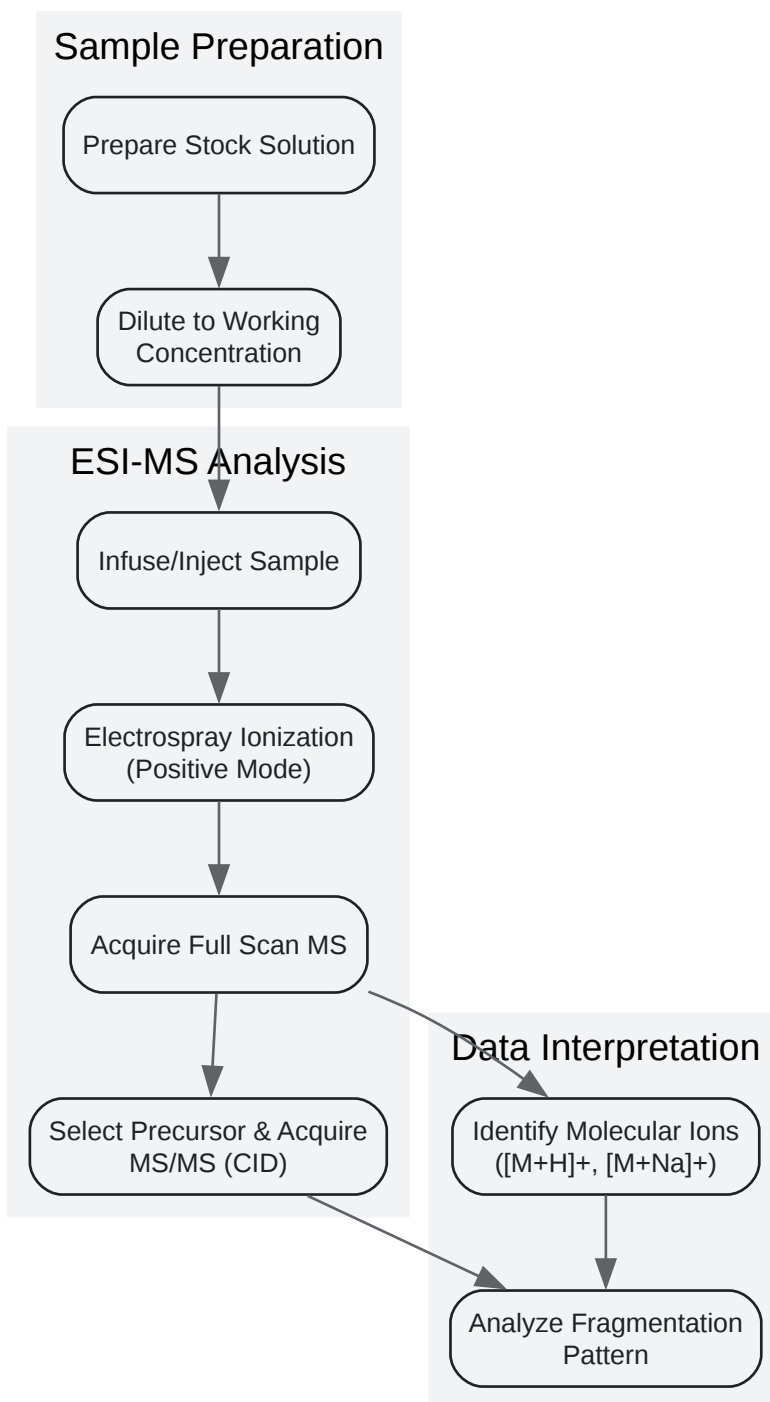 Sample Preparation
Prepare Stock Solution
Dilute to Working
Concentration
ESI-MS Analysis
Infuse/Inject Sample
Electrospray Ionization
(Positive Mode)
Acquire Full Scan MS
Select Precursor & Acquire
MS/MS (CID)
Data Interpretation
Identify Molecular Ions
([M+H]+, [M+Na]+)
Analyze Fragmentation
Pattern